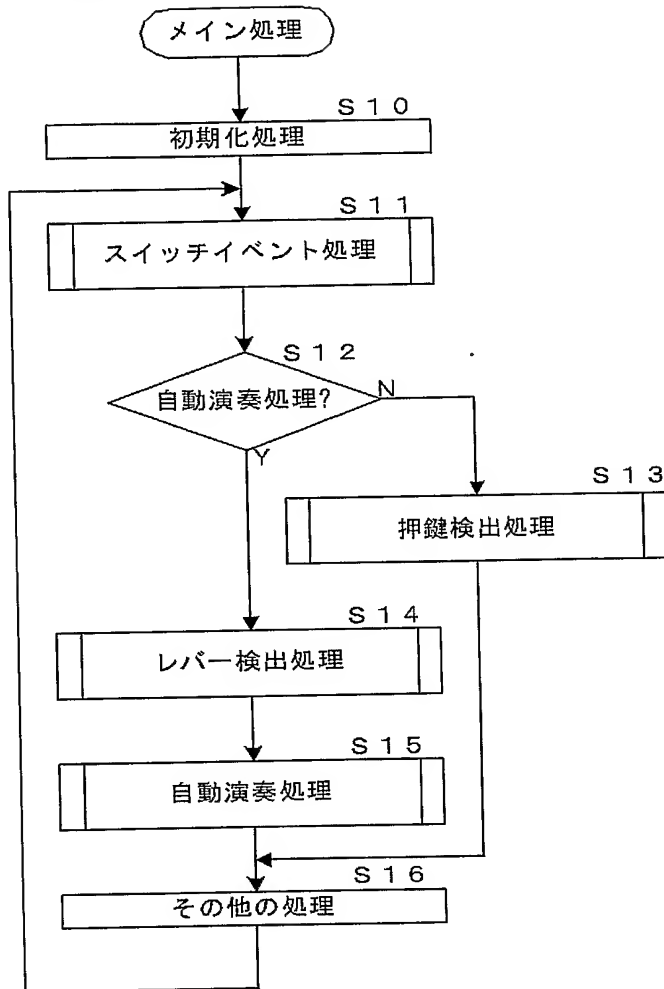 メイン処理
S10
初期化処理
S11
スイッチイベント処理
S12
自動演奏処理?
N
Y
S13
押鍵検出処理
S14
レバー検出処理
S15
自動演奏処理
S16
その他の処理